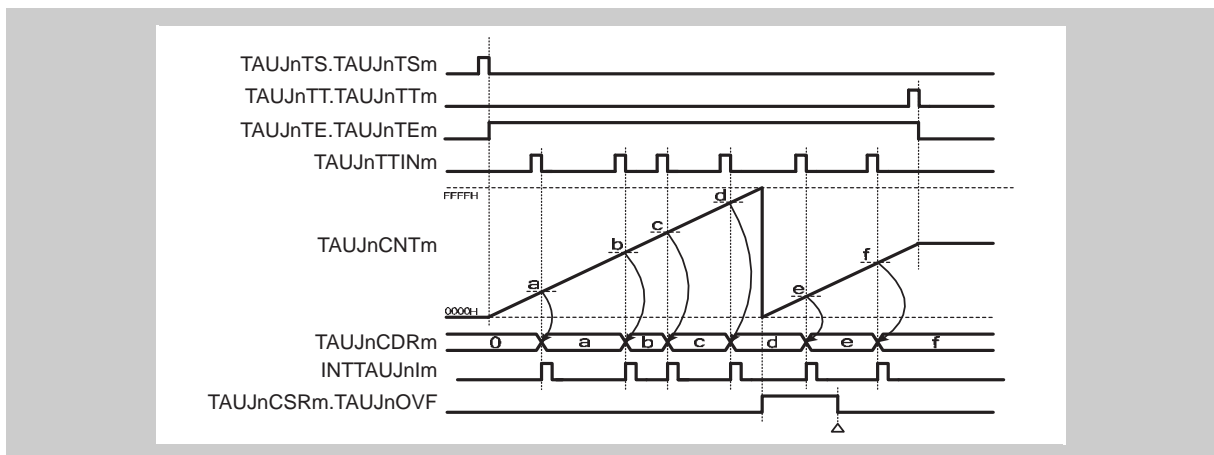 TAUJnTS.TAUJnTSm
TAUJnTT.TAUJnTTm
TAUJnTE.TAUJnTEm
TAUJnTTINm
FFFFH
d
c
b
f
TAUJnCNTm
a
e
0000H
TAUJnCDRm 0 a b c d e f
INTTAUJnIm
TAUJnCSRm.TAUJnOVF